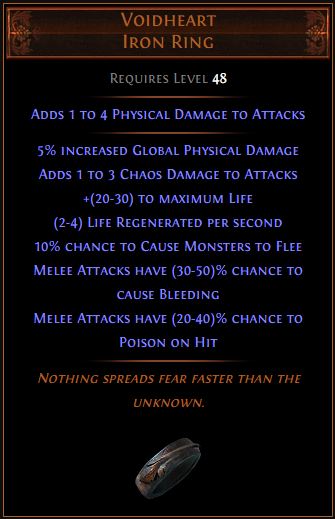 Voidheart
Iron Ring
Requires Level 48
Adds 1 to 4 Physical Damage to Attacks
5% increased Global Physical Damage
Adds 1 to 3 Chaos Damage to Attacks
+(20-30) to maximum Life
(2-4) Life Regenerated per second
10% chance to Cause Monsters to Flee
Melee Attacks have (30-50)% chance to
cause Bleeding
Melee Attacks have (20-40)% chance to
Poison on Hit
Nothing spreads fear faster than the
unknown.